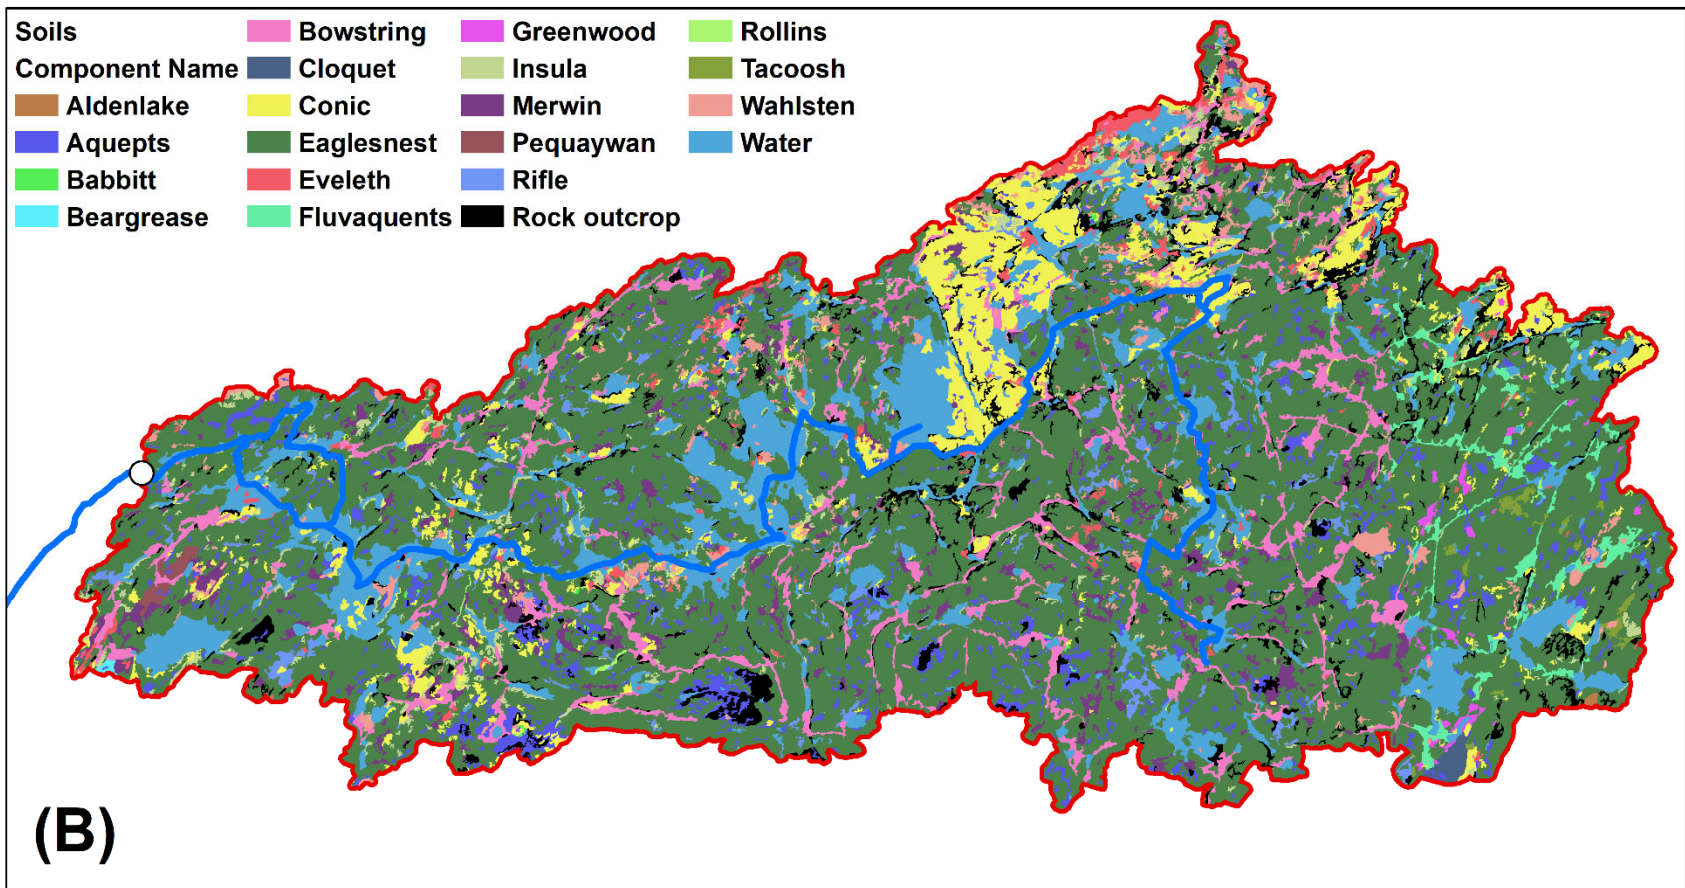 Soils
Component Name
Aldenlake
Aquepts
Babbitt
Beargrease
Bowstring
Cloquet
Conic
Eaglesnest
Eveleth
Fluvaquents
Greenwood
Insula
Merwin
Pequaywan
Rifle
Rock outcrop
Rollins
Tacoosh
Wahlsten
Water
(B)